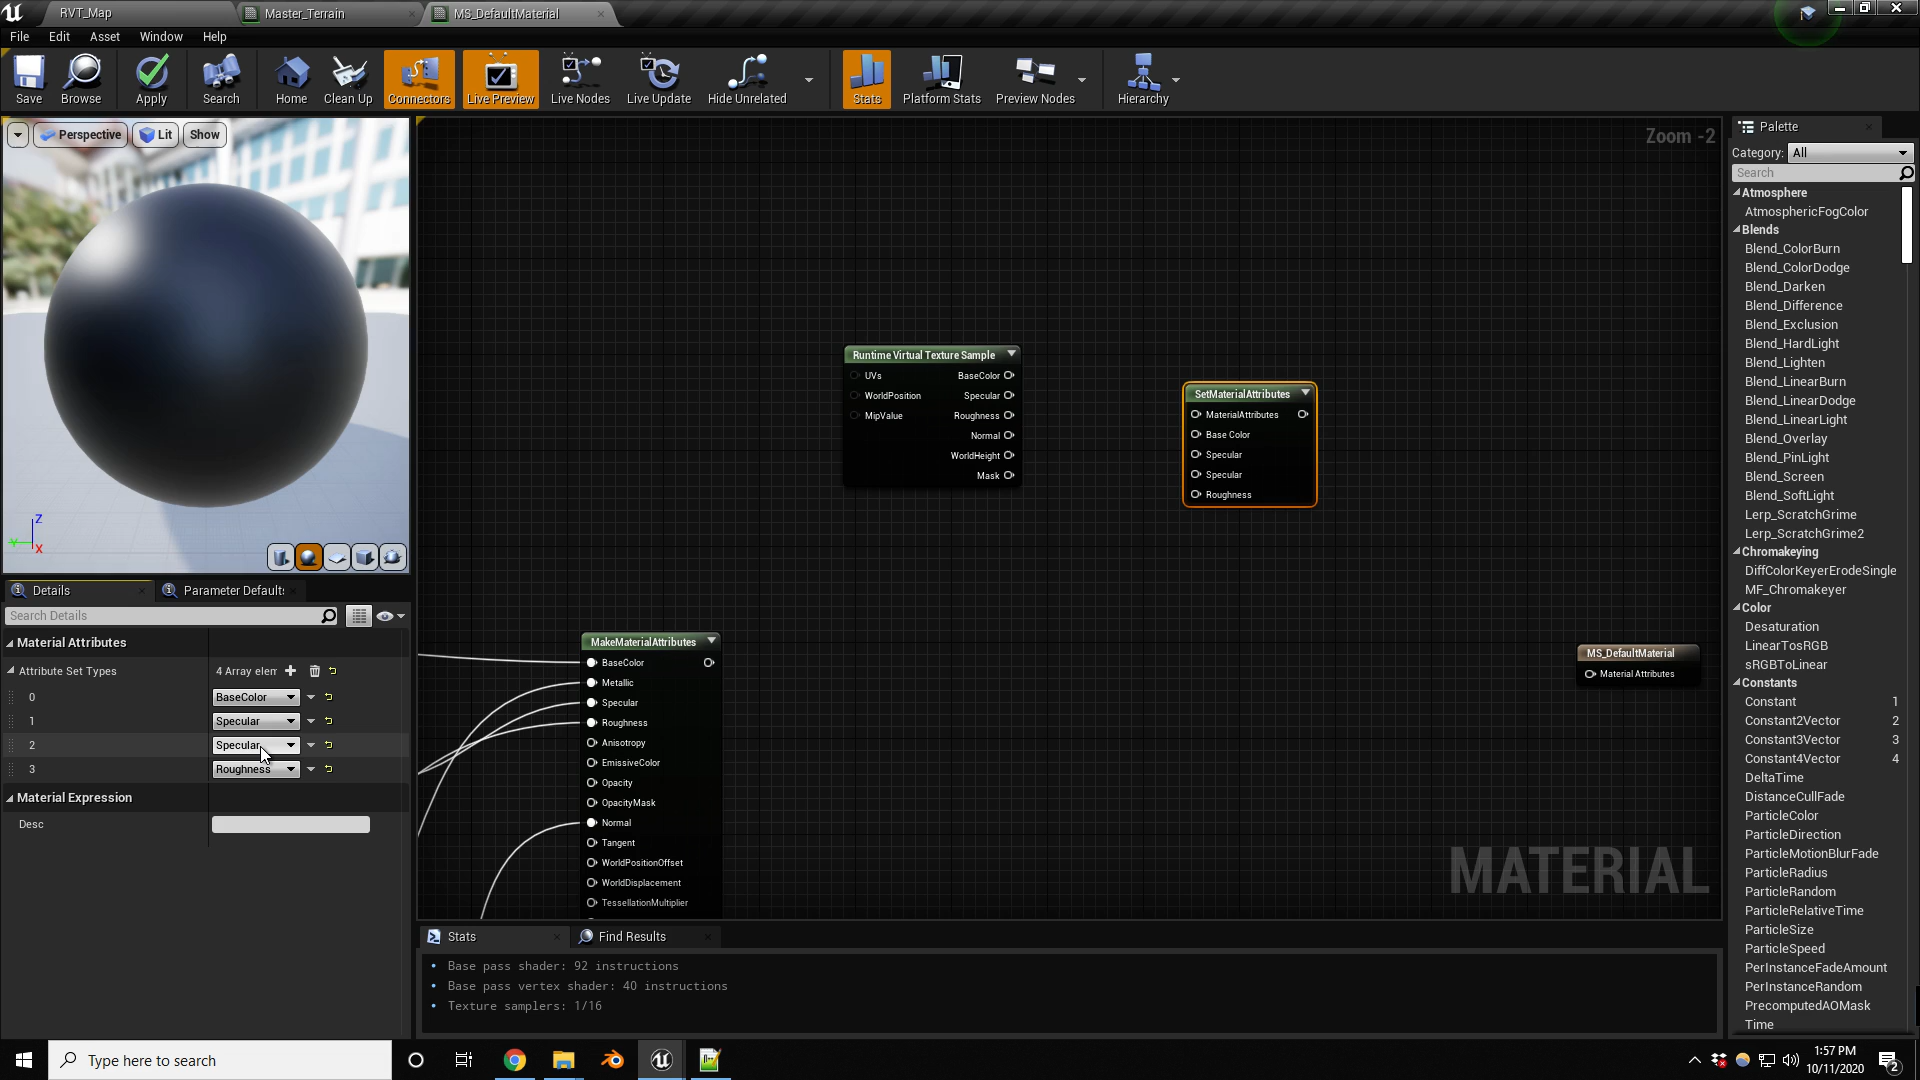 RVT_Map
Master_Terrain
MS_DefaultMaterial
File Edit Asset Window Help
Save
Browse
Apply
Search
Home
Clean Up
Connectors
Live Preview
Live Nodes
Live Update
Hide Unrelated
Stats
Platform Stats
Preview Nodes
Hierarchy
Perspective
Lit
Show
Z
Y
X
Zoom -2
Runtime Virtual Texture Sample
UVs BaseColor
WorldPosition Specular
MipValue Roughness
Normal
WorldHeight
Mask
SetMaterialAttributes
MaterialAttributes
Base Color
Specular
Specular
Roughness
MakeMaterialAttributes
BaseColor
Metallic
Specular
Roughness
Anisotropy
EmissiveColor
Opacity
OpacityMask
Normal
Tangent
WorldPositionOffset
WorldDisplacement
TessellationMultiplier
MS_DefaultMaterial
Material Attributes
MATERIAL
Details
Parameter Defaults
Search Details
Material Attributes
Attribute Set Types 4 Array elem
0 BaseColor
1 Specular
2 Specular
3 Roughness
Material Expression
Desc
Stats
Find Results
Base pass shader: 92 instructions
Base pass vertex shader: 40 instructions
Texture samplers: 1/16
Palette
Category: All
Search
Atmosphere
AtmosphericFogColor
Blends
Blend_ColorBurn
Blend_ColorDodge
Blend_Darken
Blend_Difference
Blend_Exclusion
Blend_HardLight
Blend_Lighten
Blend_LinearBurn
Blend_LinearDodge
Blend_LinearLight
Blend_Overlay
Blend_PinLight
Blend_Screen
Blend_SoftLight
Lerp_ScratchGrime
Lerp_ScratchGrime2
Chromakeying
DiffColorKeyerErodeSingle
MF_Chromakeyer
Color
Desaturation
LinearTosRGB
sRGBToLinear
Constants
Constant 1
Constant2Vector 2
Constant3Vector 3
Constant4Vector 4
DeltaTime
DistanceCullFade
ParticleColor
ParticleDirection
ParticleMotionBlurFade
ParticleRadius
ParticleRandom
ParticleRelativeTime
ParticleSize
ParticleSpeed
PerInstanceFadeAmount
PerInstanceRandom
PrecomputedAOMask
Time
Type here to search
1:57 PM
10/11/2020
2